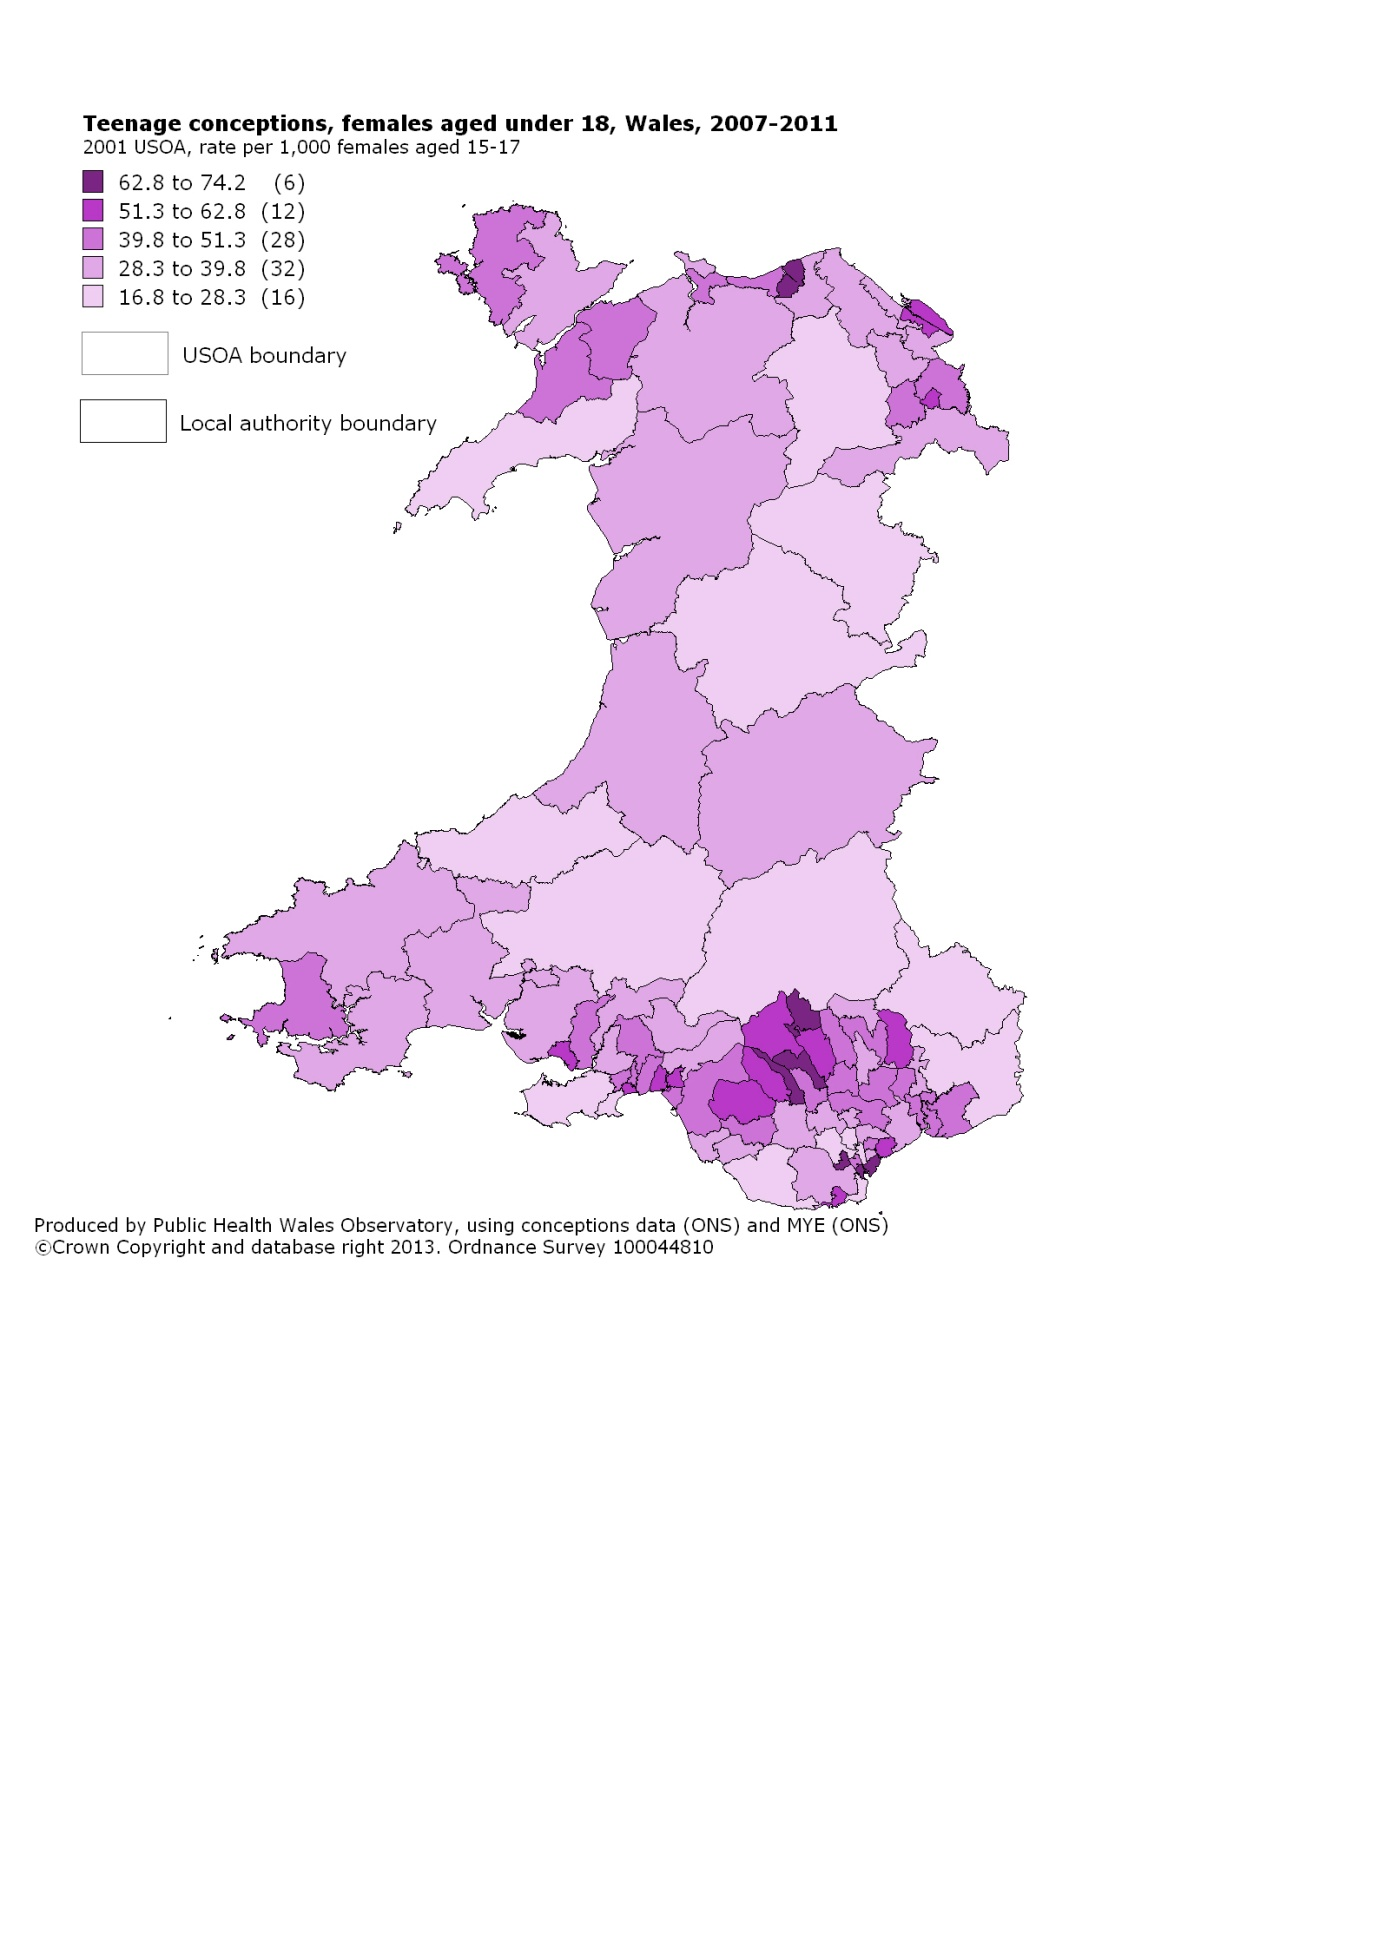 Teenage conceptions, females aged under 18, Wales, 2007-2011
2001 USOA, rate per 1,000 females aged 15-17
62.8 to 74.2 (6)
51.3 to 62.8 (12)
39.8 to 51.3 (28)
28.3 to 39.8 (32)
16.8 to 28.3 (16)
USOA boundary
Local authority boundary
Produced by Public Health Wales Observatory, using conceptions data (ONS) and MYE (ONS)
©Crown Copyright and database right 2013. Ordnance Survey 100044810